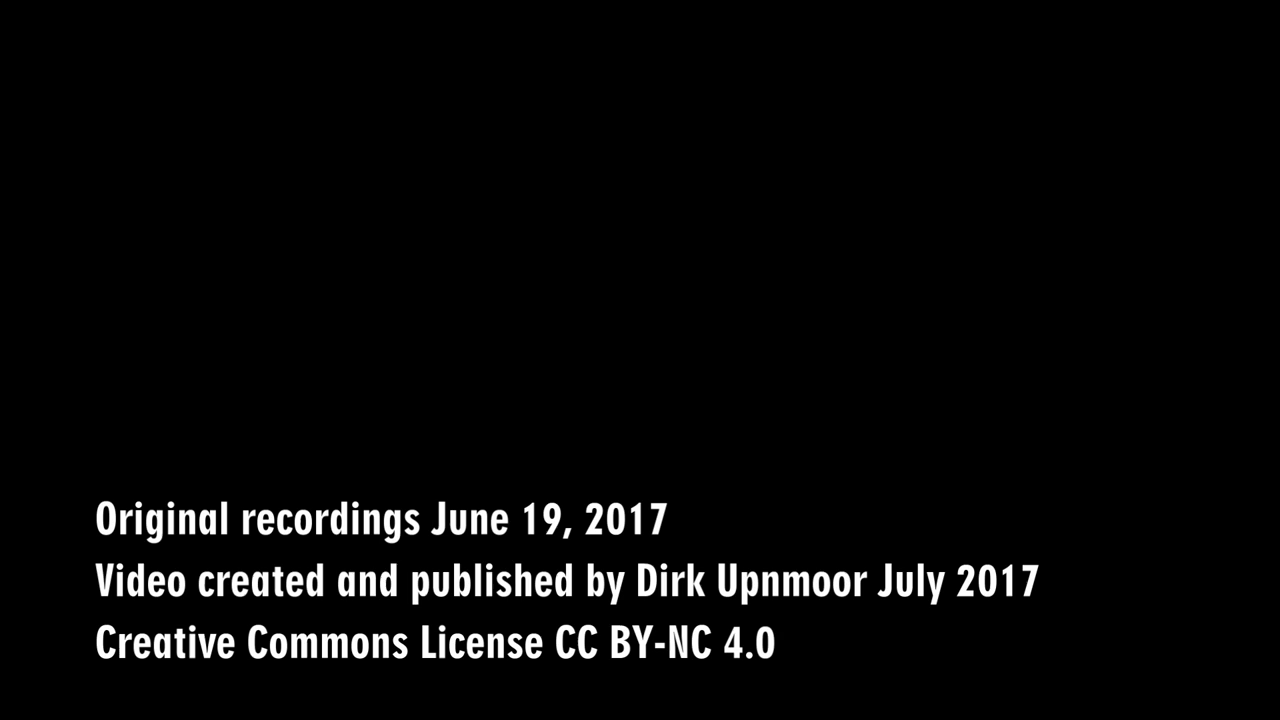 Original recordings June 19, 2017
Video created and published by Dirk Upnmoor July 2017
Creative Commons License CC BY-NC 4.0